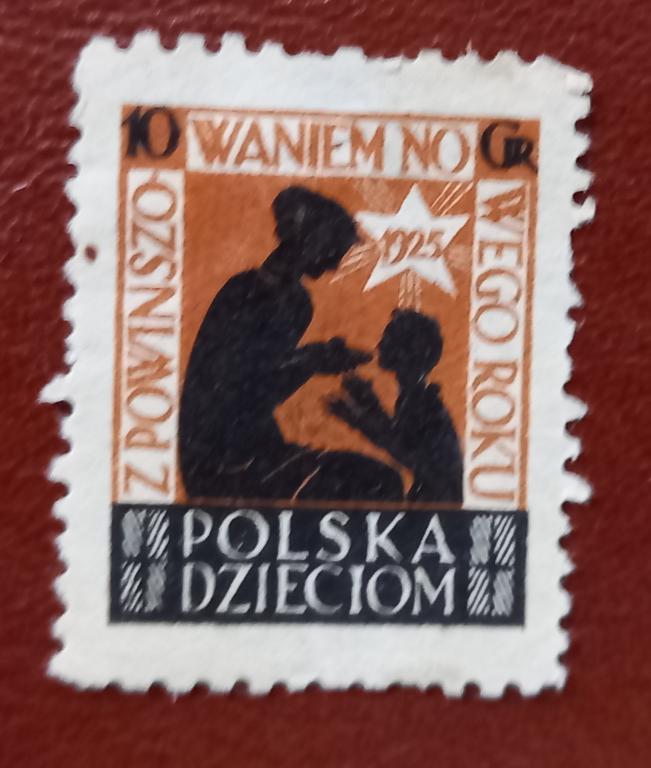 10 WANIEM NO GR
Z POWINSZO-
1925
WEGO ROKU
POLSKA
DZIECIOM